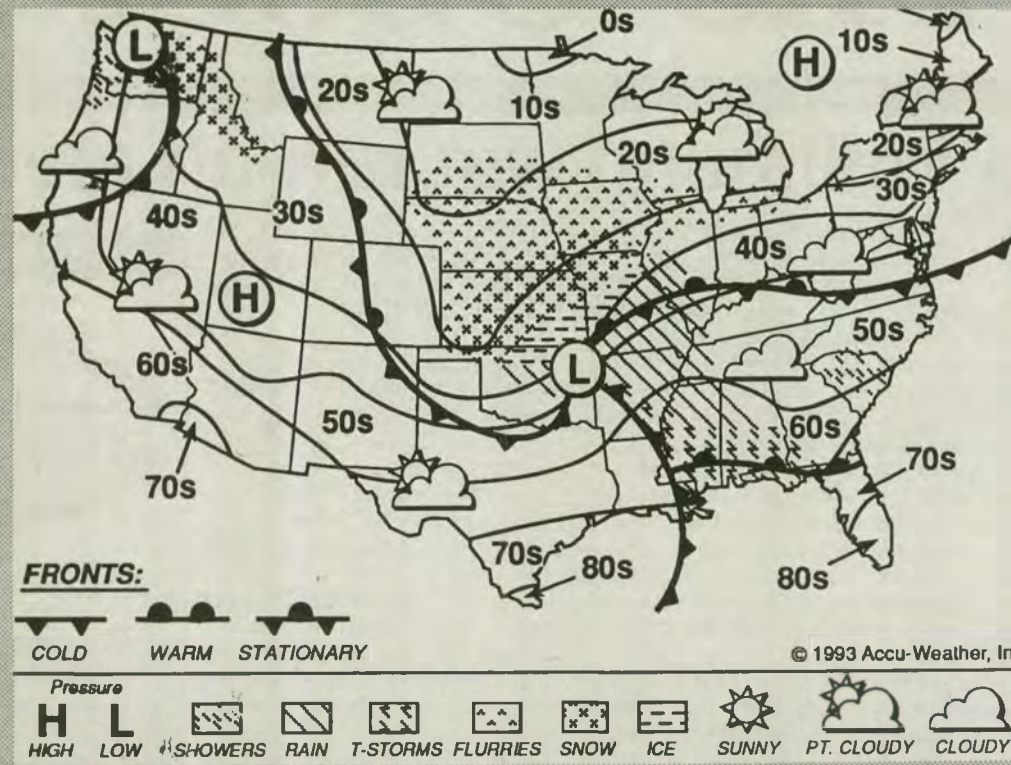 0s
10s
H
L
20s
10s
20s
20s
30s
40s
30s
40s
H
50s
60s
L
50s
60s
70s
70s
70s
80s
80s
FRONTS:
COLD WARM STATIONARY
© 1993 Accu-Weather, In
Pressure
H L
HIGH LOW SHOWERS RAIN T-STORMS FLURRIES SNOW ICE SUNNY PT. CLOUDY CLOUDY